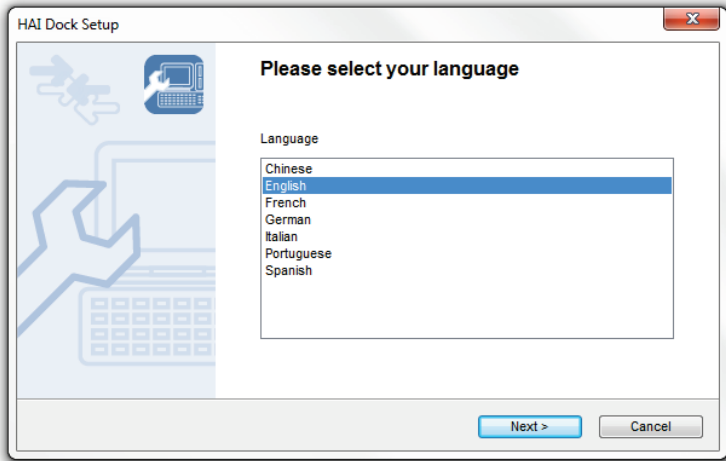 HAI Dock Setup
Please select your language
Language
Chinese
English
French
German
Italian
Portuguese
Spanish
Next >
Cancel